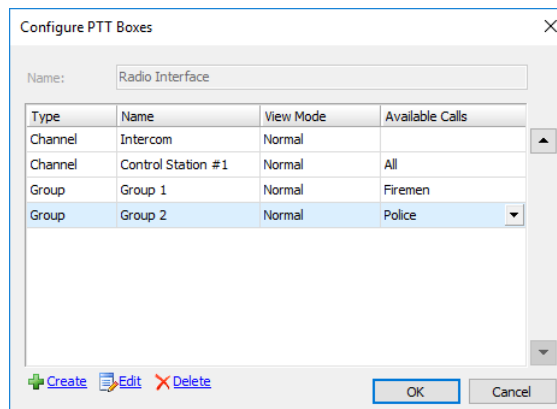 Configure PTT Boxes
Name: Radio Interface
Type Name View Mode Available Calls
Channel Intercom Normal
Channel Control Station #1 Normal All
Group Group 1 Normal Firemen
Group Group 2 Normal Police
Create Edit Delete
OK Cancel